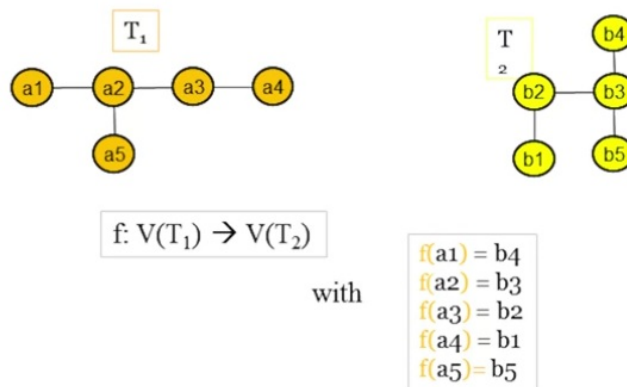 T₁
a1
a2
a3
a4
a5
T
2
b4
b2
b3
b1
b5
f: V(T₁) → V(T₂)
with
f(a1) = b4
f(a2) = b3
f(a3) = b2
f(a4) = b1
f(a5)= b5